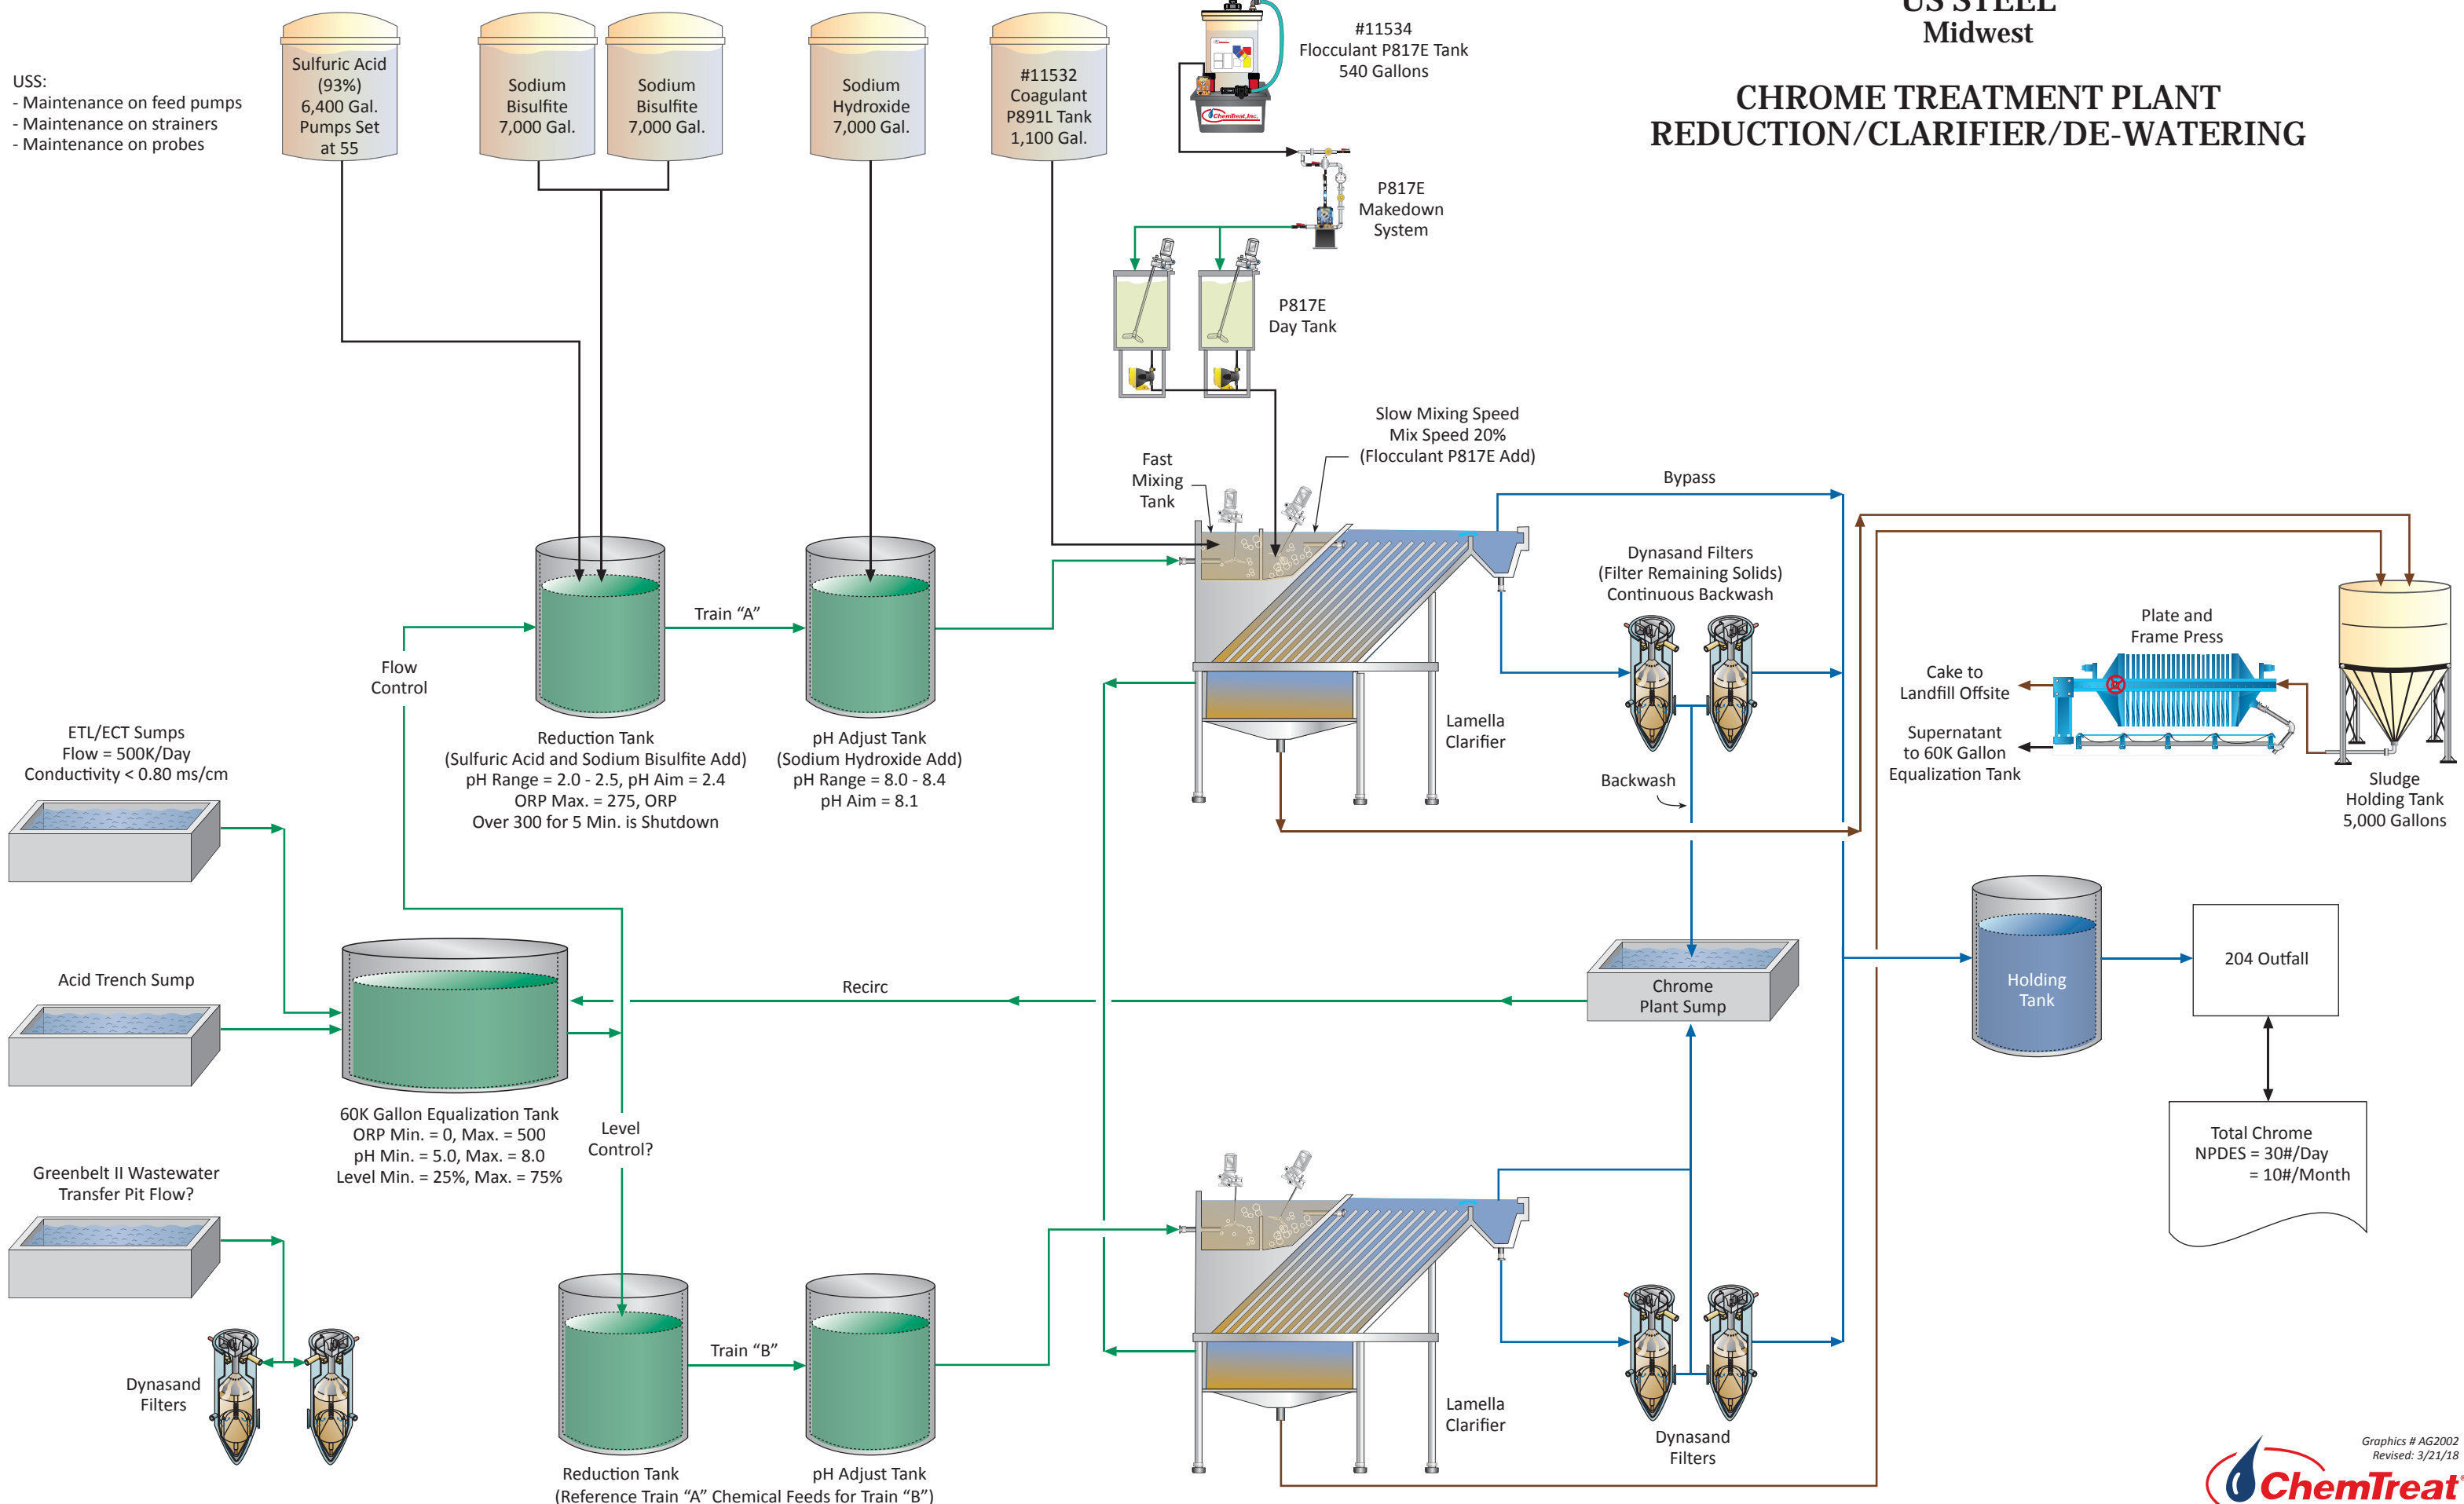 US STEEL
Midwest
CHROME TREATMENT PLANT
REDUCTION/CLARIFIER/DE-WATERING
USS:
- Maintenance on feed pumps
- Maintenance on strainers
- Maintenance on probes
Sulfuric Acid
(93%)
6,400 Gal.
Pumps Set
at 55
Sodium
Bisulfite
7,000 Gal.
Sodium
Bisulfite
7,000 Gal.
Sodium
Hydroxide
7,000 Gal.
#11532
Coagulant
P891L Tank
1,100 Gal.
ChemTreat, Inc.
#11534
Flocculant P817E Tank
540 Gallons
P817E
Makedown
System
P817E
Day Tank
Slow Mixing Speed
Mix Speed 20%
(Flocculant P817E Add)
Fast
Mixing
Tank
Bypass
Dynasand Filters
(Filter Remaining Solids)
Continuous Backwash
Plate and
Frame Press
Cake to
Landfill Offsite
Supernatant
to 60K Gallon
Equalization Tank
Sludge
Holding Tank
5,000 Gallons
Train “A”
Flow
Control
Lamella
Clarifier
Backwash
Reduction Tank
(Sulfuric Acid and Sodium Bisulfite Add)
pH Range = 2.0 - 2.5, pH Aim = 2.4
ORP Max. = 275, ORP
Over 300 for 5 Min. is Shutdown
pH Adjust Tank
(Sodium Hydroxide Add)
pH Range = 8.0 - 8.4
pH Aim = 8.1
ETL/ECT Sumps
Flow = 500K/Day
Conductivity < 0.80 ms/cm
Acid Trench Sump
Recirc
Chrome
Plant Sump
Holding
Tank
204 Outfall
60K Gallon Equalization Tank
ORP Min. = 0, Max. = 500
pH Min. = 5.0, Max. = 8.0
Level Min. = 25%, Max. = 75%
Level
Control?
Total Chrome
NPDES = 30#/Day
= 10#/Month
Greenbelt II Wastewater
Transfer Pit Flow?
Dynasand
Filters
Train “B”
Lamella
Clarifier
Dynasand
Filters
Reduction Tank
pH Adjust Tank
(Reference Train “A” Chemical Feeds for Train “B”)
Graphics # AG2002
Revised: 3/21/18
ChemTreat®